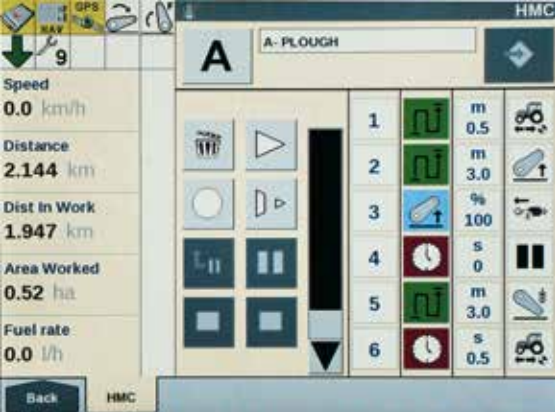 GPS
NAV
HMC
9
A
A- PLOUGH
Speed
0.0 km/h
Distance
2.144 km
Dist In Work
1.947 km
Area Worked
0.52 ha
Fuel rate
0.0 l/h
1
m
0.5
2
m
3.0
3
%
100
4
s
0
5
m
3.0
6
s
0.5
Back
HMC